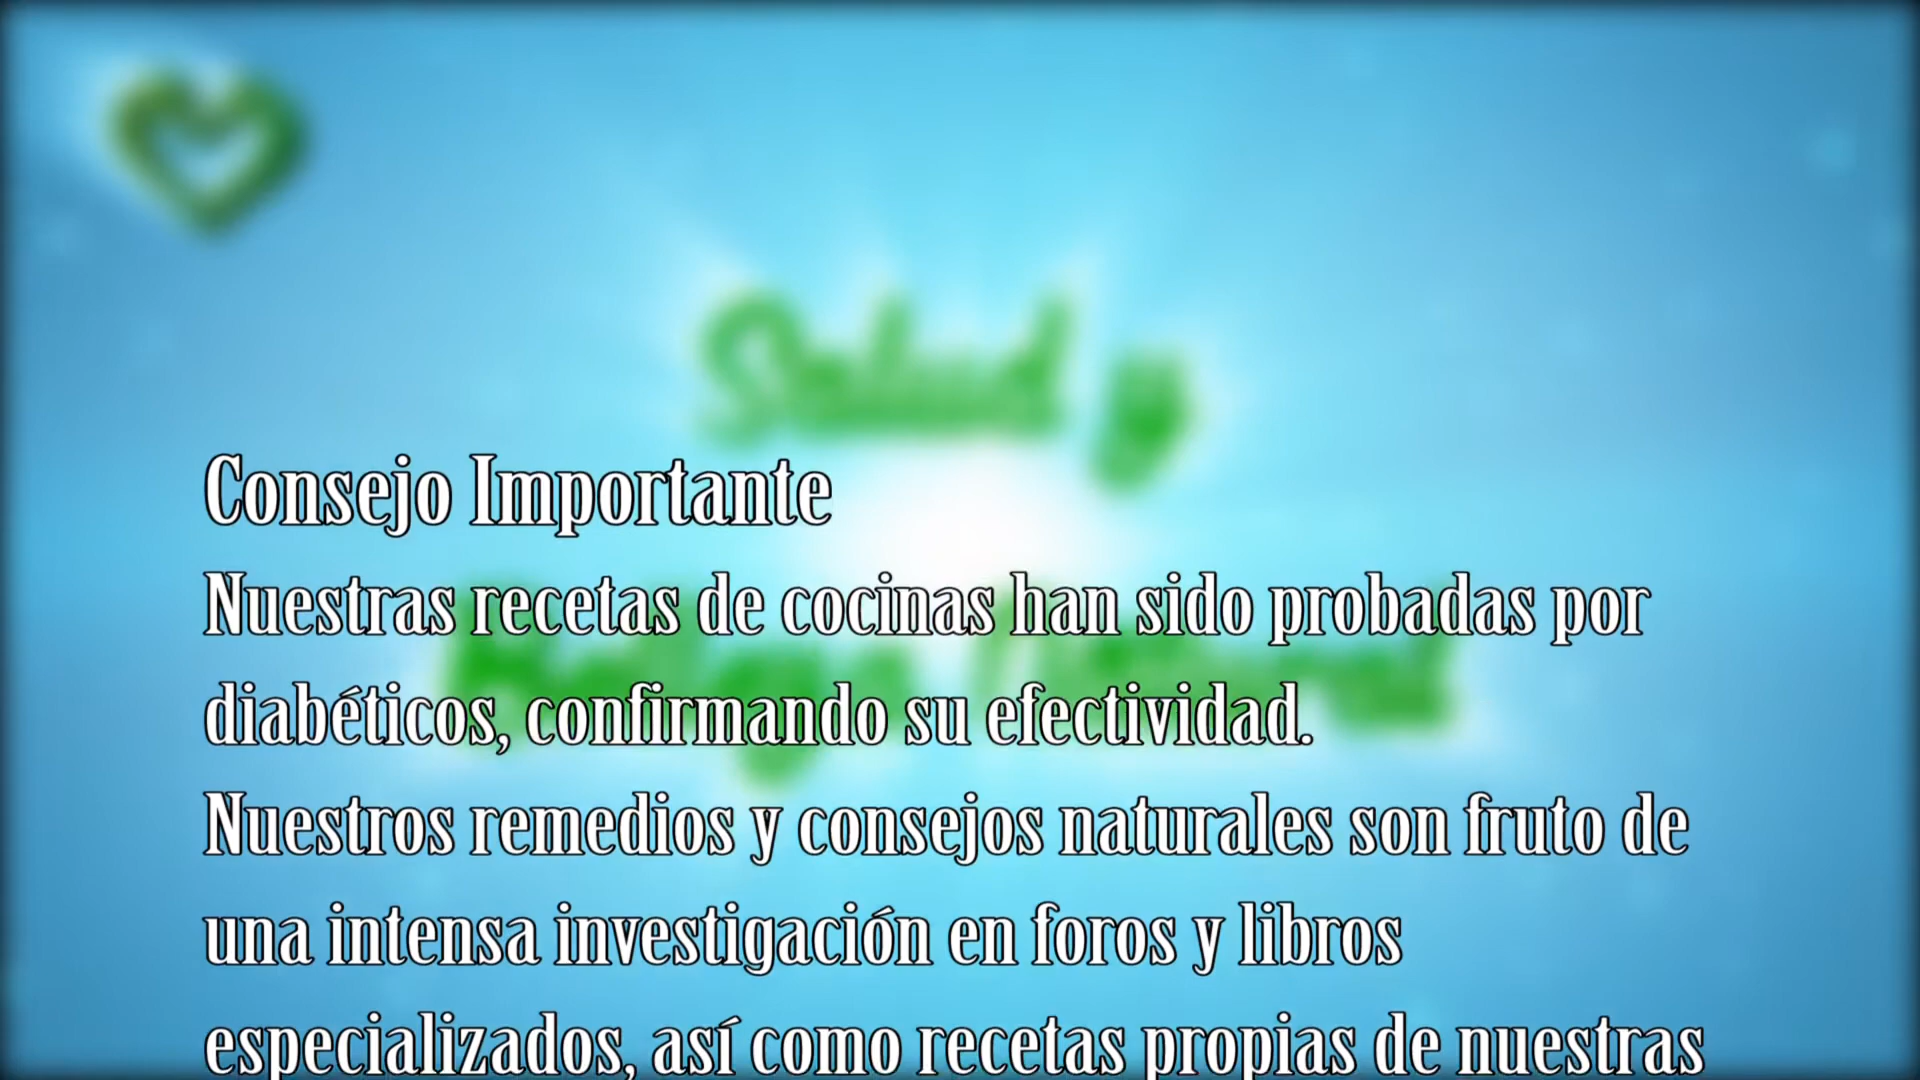 Salud y
Consejo Importante
Nuestras recetas de cocinas han sido probadas por
diabéticos, confirmando su efectividad.
Nuestros remedios y consejos naturales son fruto de
una intensa investigación en foros y libros
especializados, así como recetas propias de nuestras